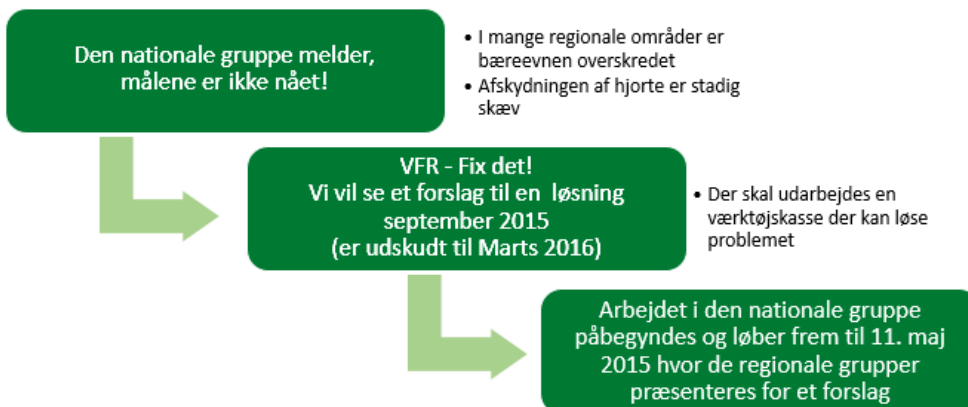 Den nationale gruppe melder,
målene er ikke nået!
• I mange regionale områder er
bæreevnen overskredet
• Afskydningen af hjorte er stadig
skæv
VFR - Fix det!
Vi vil se et forslag til en løsning
september 2015
(er udskudt til Marts 2016)
• Der skal udarbejdes en
værktøjskasse der kan løse
problemet
Arbejdet i den nationale gruppe
påbegyndes og løber frem til 11. maj
2015 hvor de regionale grupper
præsenteres for et forslag